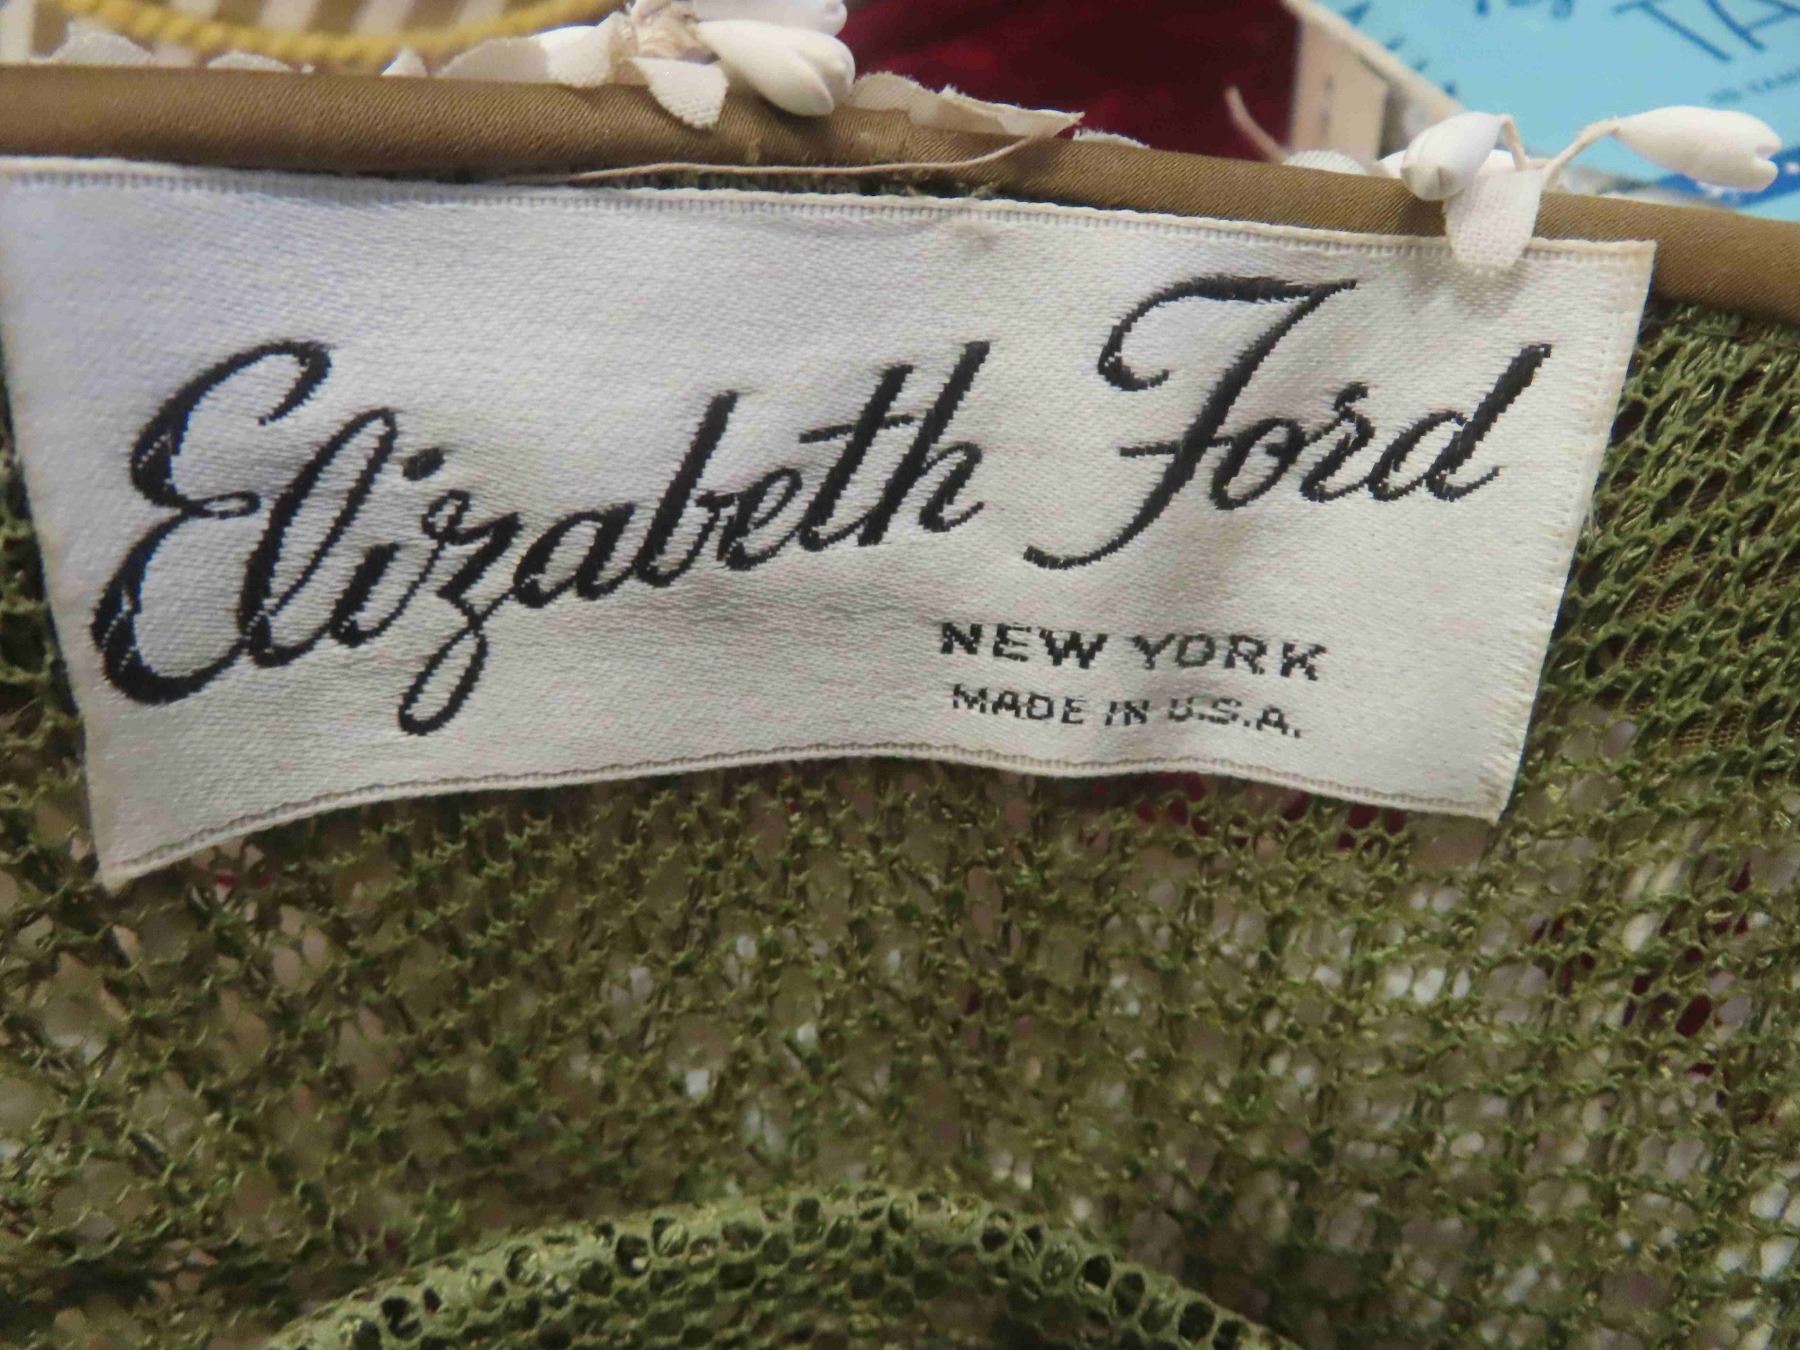 Elizabeth Ford
NEW YORK
MADE IN U.S.A.